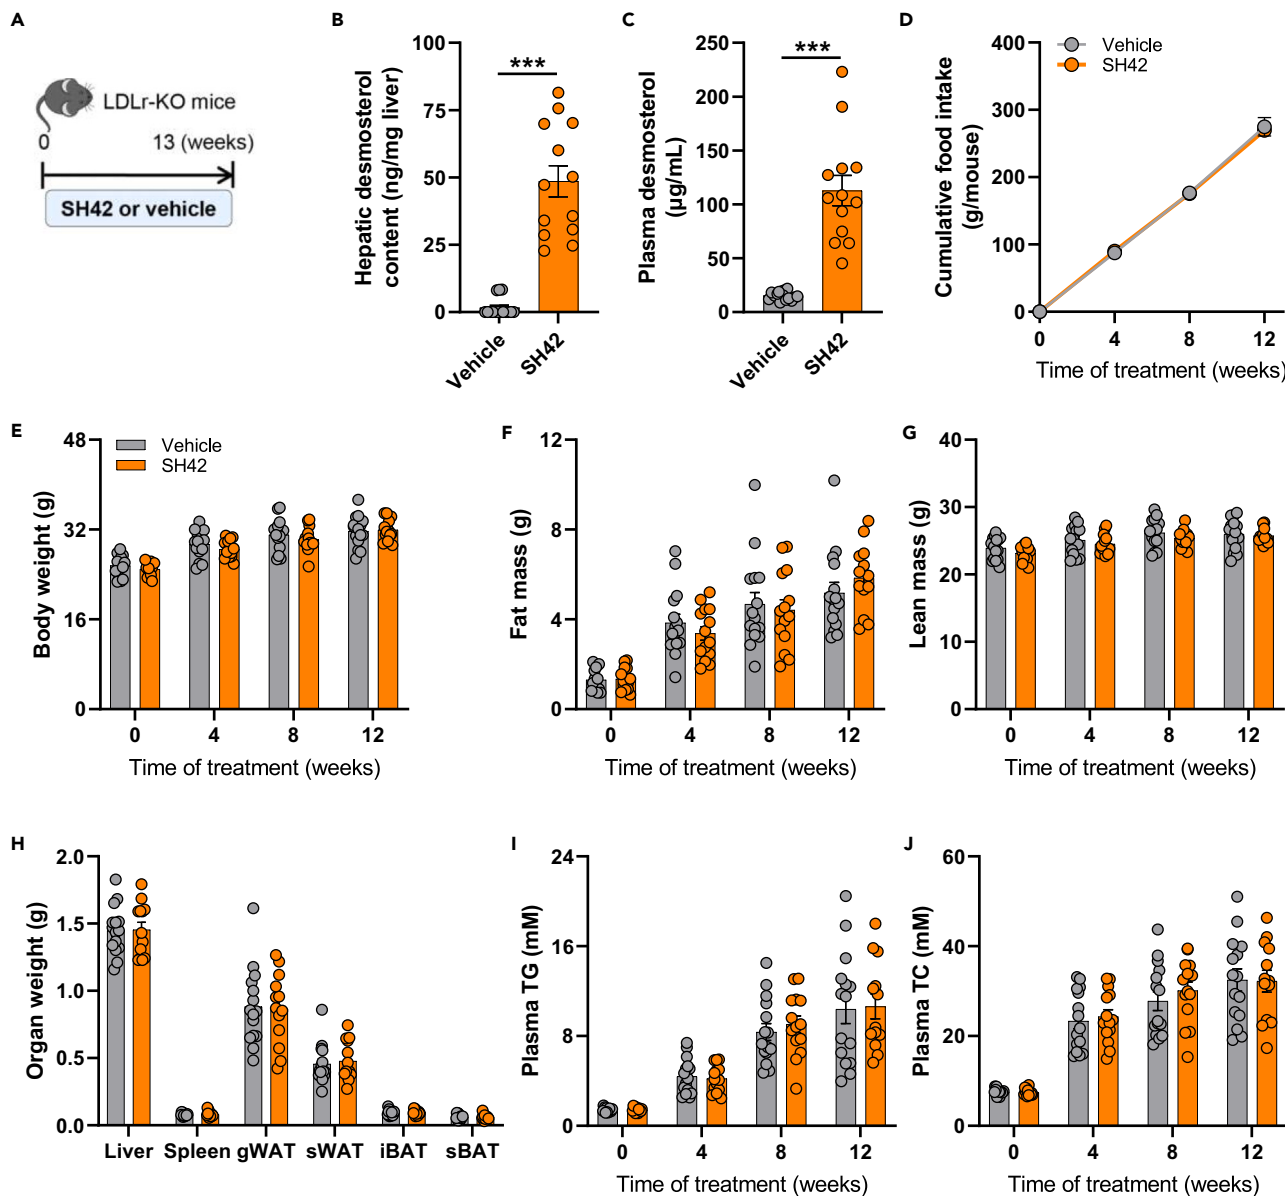 A
LDLr-KO mice
0 13 (weeks)
SH42 or vehicle
B
Hepatic desmosterol
content (ng/mg liver)
100
75
50
25
0
***
Vehicle
SH42
C
Plasma desmosterol
(µg/mL)
250
200
150
100
50
0
***
Vehicle
SH42
D
Cumulative food intake
(g/mouse)
400
300
200
100
0
Vehicle
SH42
0 4 8 12
Time of treatment (weeks)
E
Body weight (g)
48
32
16
0
Vehicle
SH42
0 4 8 12
Time of treatment (weeks)
F
Fat mass (g)
12
8
4
0
0 4 8 12
Time of treatment (weeks)
G
Lean mass (g)
40
30
20
10
0
0 4 8 12
Time of treatment (weeks)
H
Organ weight (g)
2.0
1.5
1.0
0.5
0.0
Liver Spleen gWAT sWAT iBAT sBAT
I
Plasma TG (mM)
24
16
8
0
0 4 8 12
Time of treatment (weeks)
J
Plasma TC (mM)
60
40
20
0
0 4 8 12
Time of treatment (weeks)